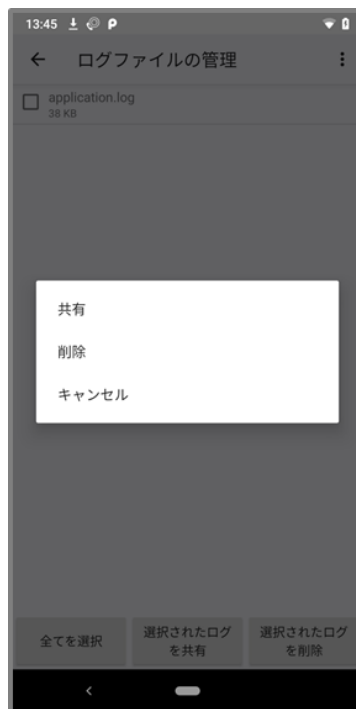 13:45
ログファイルの管理
application.log
38 KB
共有
削除
キャンセル
全てを選択
選択されたログ
を共有
選択されたログ
を削除